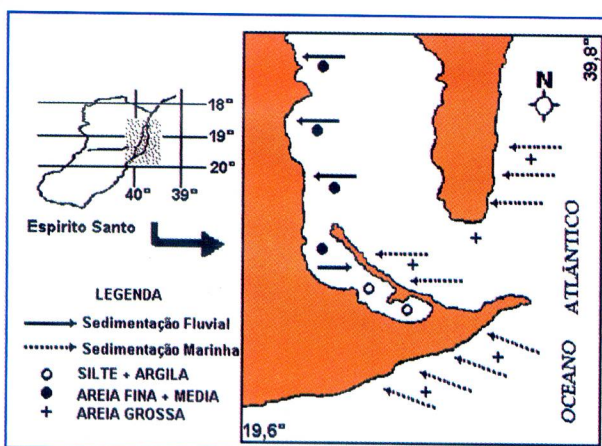 18°
19°
20°
40° 39°
Espirito Santo
LEGENDA
Sedimentação Fluvial
Sedimentação Marinha
SILTE + ARGILA
AREIA FINA + MEDIA
AREIA GROSSA
39,8°
N
OCEANO ATLÂNTICO
19,6°